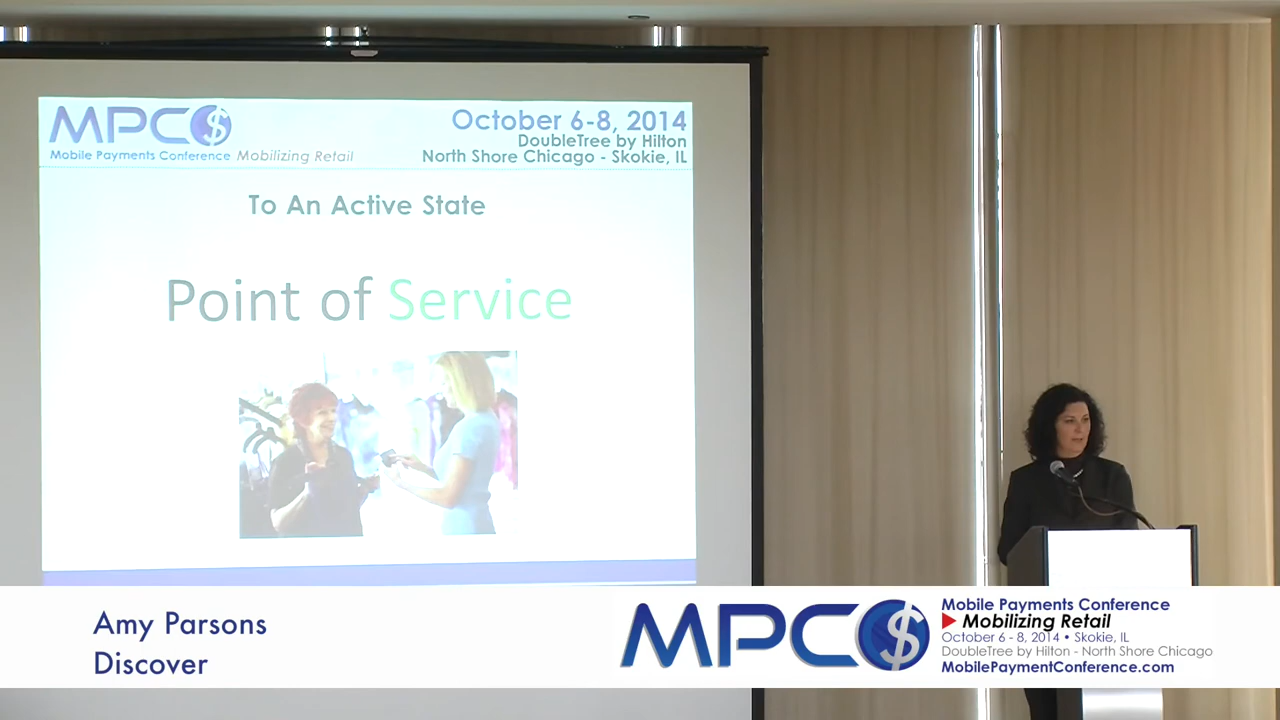 MPC$
Mobile Payments Conference Mobilizing Retail
October 6-8, 2014
DoubleTree by Hilton
North Shore Chicago - Skokie, IL
To An Active State
Point of Service
Amy Parsons
Discover
MPC$
Mobile Payments Conference
Mobilizing Retail
October 6 - 8, 2014 • Skokie, IL
DoubleTree by Hilton - North Shore Chicago
MobilePaymentConference.com